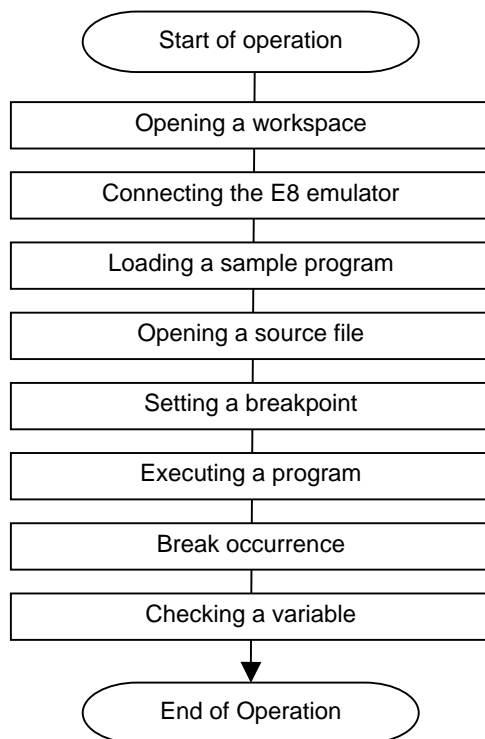 Start of operation
Opening a workspace
Connecting the E8 emulator
Loading a sample program
Opening a source file
Setting a breakpoint
Executing a program
Break occurrence
Checking a variable
End of Operation